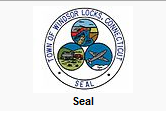 TOWN OF WINDSOR LOCKS, CONNECTICUT
• SEAL •
Seal